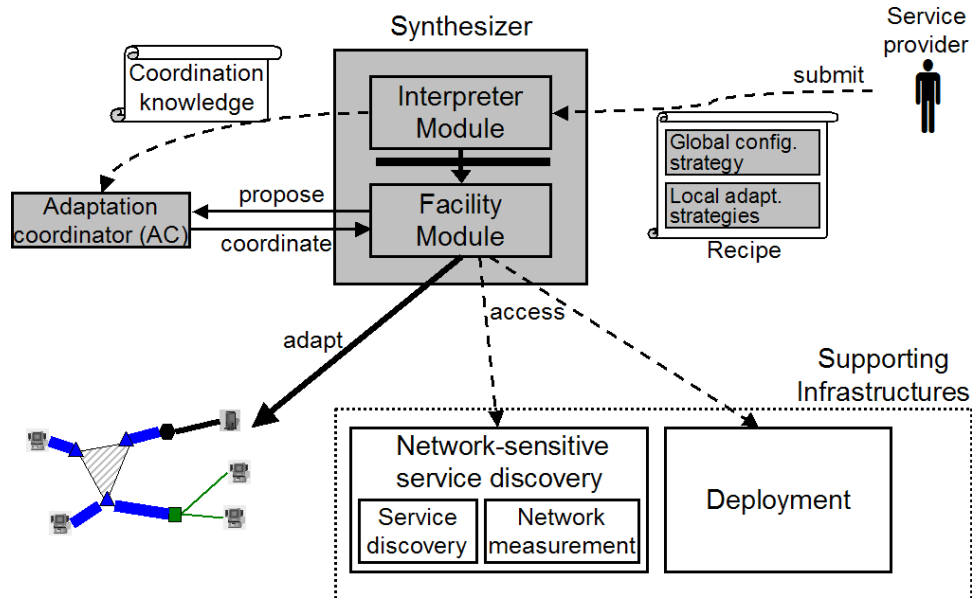 Synthesizer
Service
provider
Coordination
knowledge
submit
Interpreter
Module
Global config.
strategy
Local adapt.
strategies
Recipe
propose
Adaptation
coordinator (AC)
coordinate
Facility
Module
adapt
access
Supporting
Infrastructures
Network-sensitive
service discovery
Service
discovery
Network
measurement
Deployment